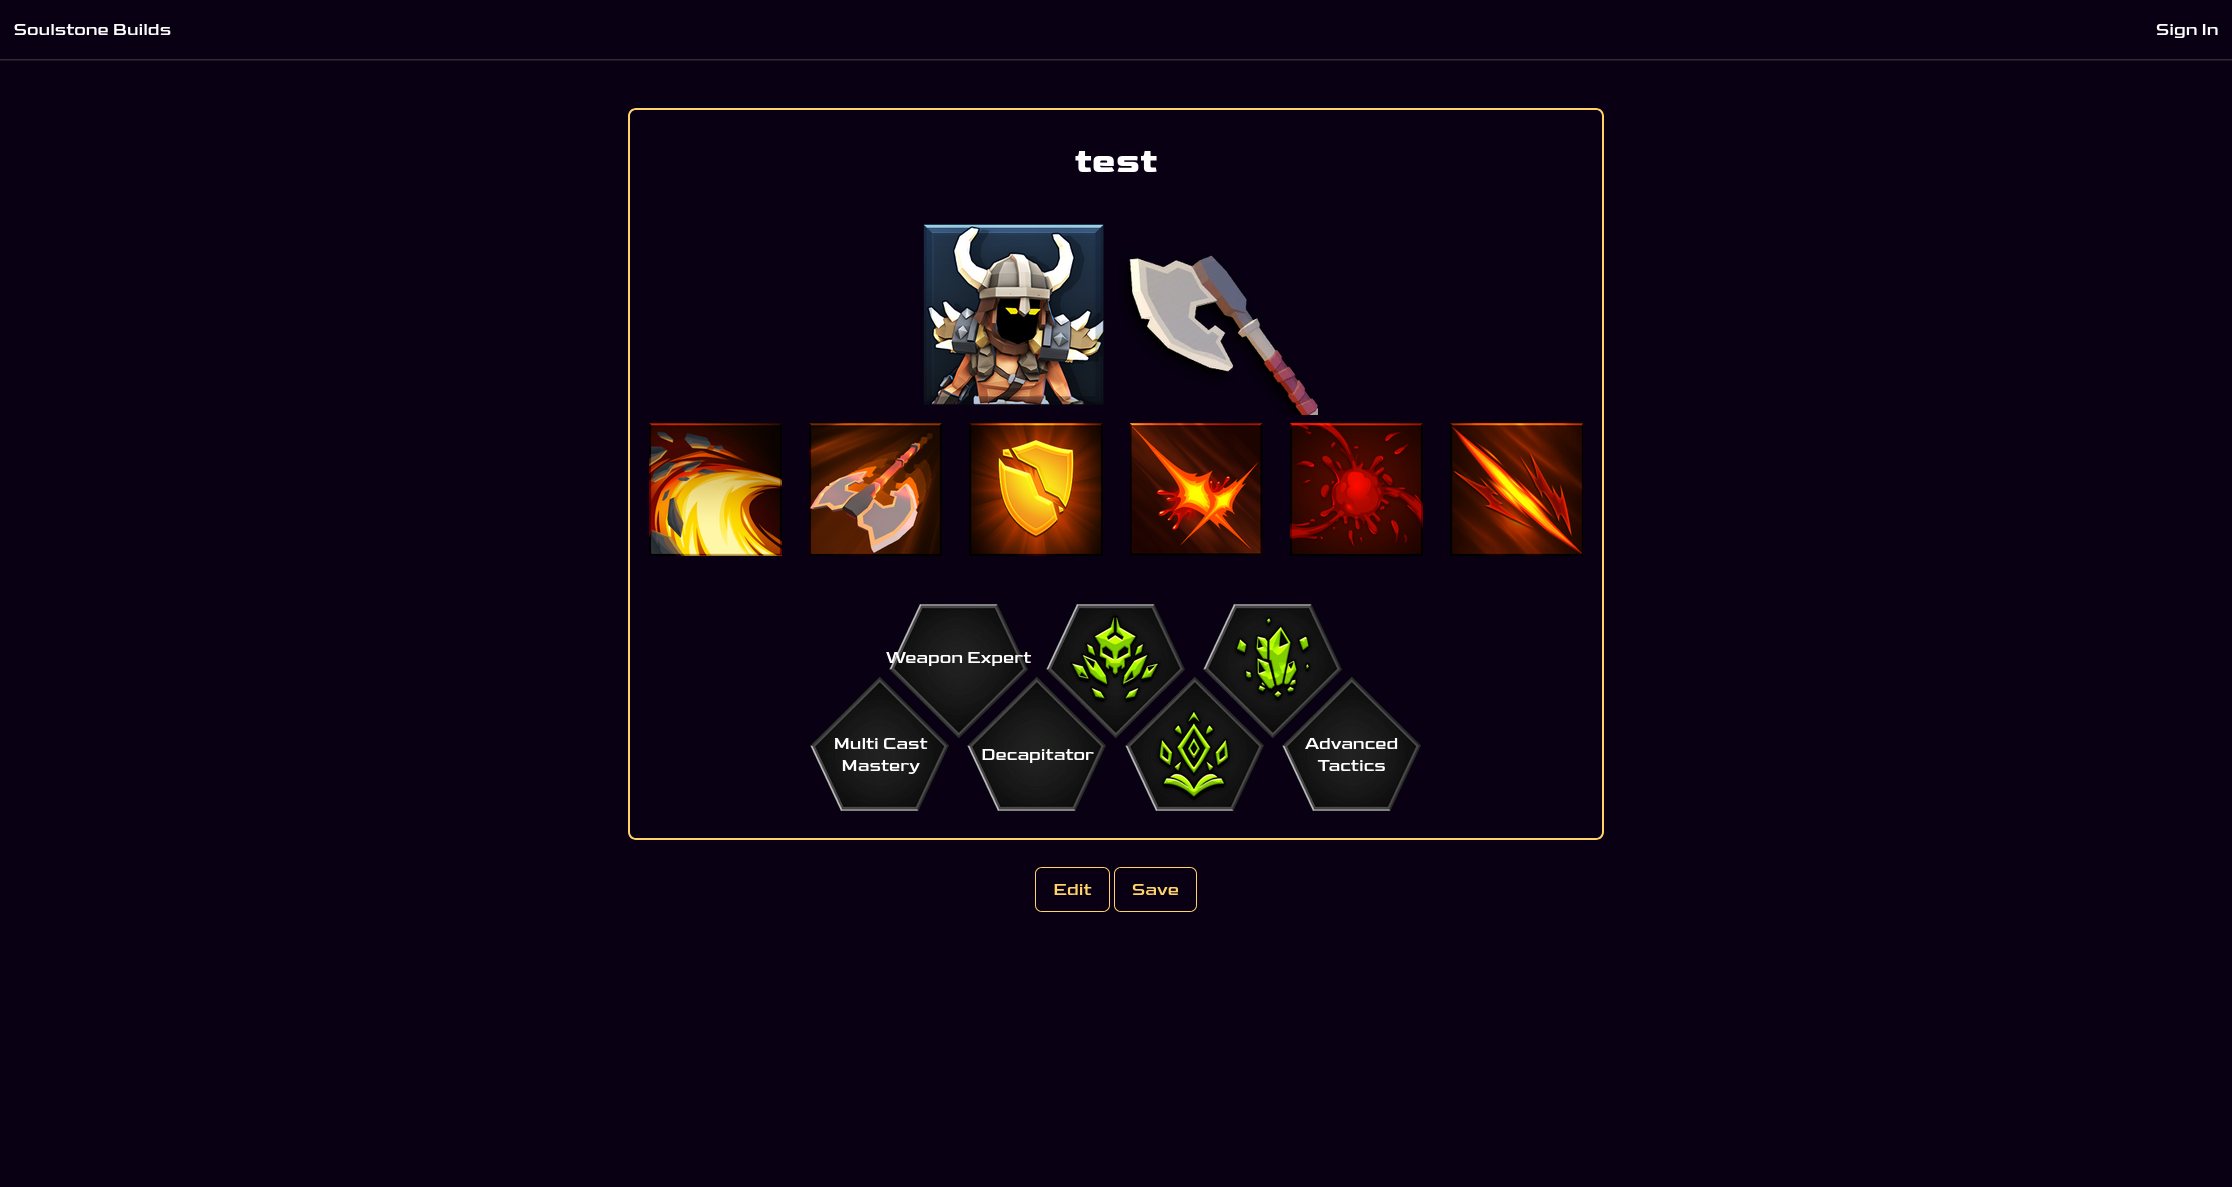 Soulstone Builds
Sign In
test
Weapon Expert
Multi Cast
Mastery
Decapitator
Advanced
Tactics
Edit
Save